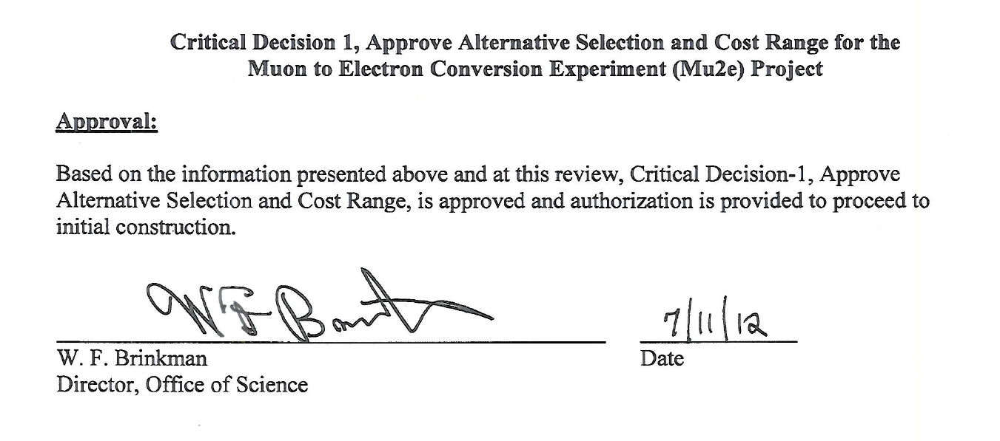 Critical Decision 1, Approve Alternative Selection and Cost Range for the
Muon to Electron Conversion Experiment (Mu2e) Project
Approval:
Based on the information presented above and at this review, Critical Decision-1, Approve
Alternative Selection and Cost Range, is approved and authorization is provided to proceed to
initial construction.
7/11/12
W. F. Brinkman
Date
Director, Office of Science